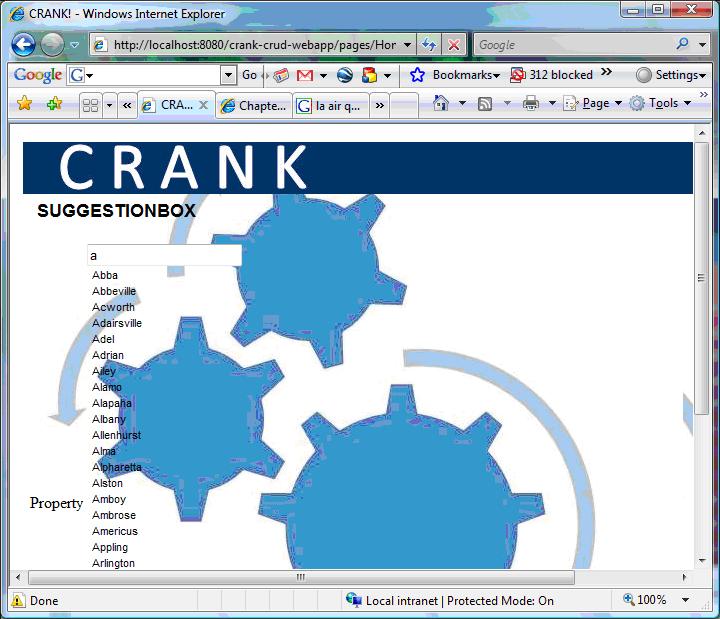 CRANK! - Windows Internet Explorer
http://localhost:8080/crank-crud-webapp/pages/Hor
Google
Google G Go Bookmarks 312 blocked » Settings
« CRA... Chapte... G la air q... » Page Tools »
CRANK
SUGGESTIONBOX
a
Abba
Abbeville
Acworth
Adairsville
Adel
Adrian
Ailey
Alamo
Alapaha
Albany
Allenhurst
Alma
Alpharetta
Alston
Property
Amboy
Ambrose
Americus
Appling
Arlington
Done Local intranet | Protected Mode: On 100%